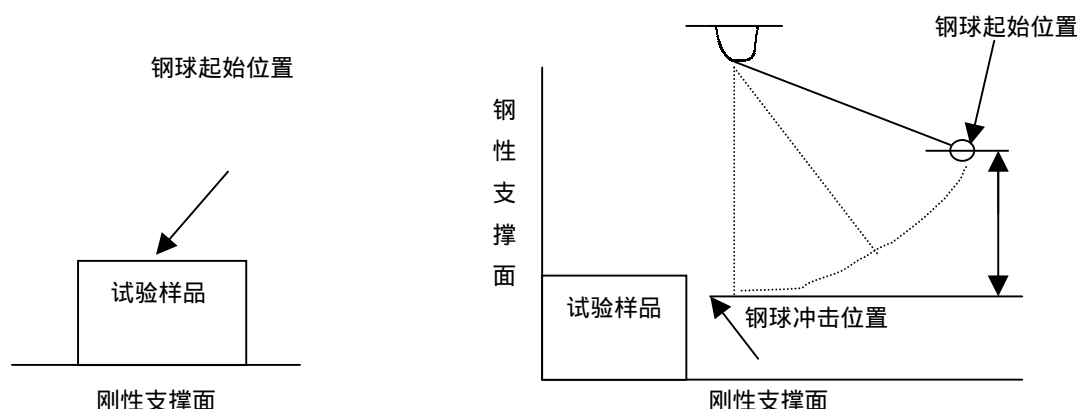 钢球起始位置
试验样品
刚性支撑面
钢球起始位置
钢性支撑面
试验样品
钢球冲击位置
刚性支撑面